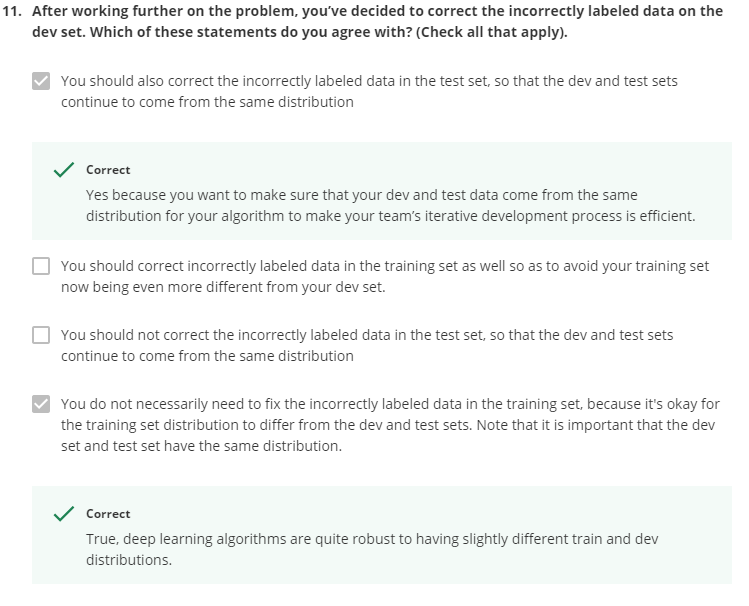 11. After working further on the problem, you’ve decided to correct the incorrectly labeled data on the
dev set. Which of these statements do you agree with? (Check all that apply).
You should also correct the incorrectly labeled data in the test set, so that the dev and test sets
continue to come from the same distribution
Correct
Yes because you want to make sure that your dev and test data come from the same
distribution for your algorithm to make your team’s iterative development process is efficient.
You should correct incorrectly labeled data in the training set as well so as to avoid your training set
now being even more different from your dev set.
You should not correct the incorrectly labeled data in the test set, so that the dev and test sets
continue to come from the same distribution
You do not necessarily need to fix the incorrectly labeled data in the training set, because it's okay for
the training set distribution to differ from the dev and test sets. Note that it is important that the dev
set and test set have the same distribution.
Correct
True, deep learning algorithms are quite robust to having slightly different train and dev
distributions.